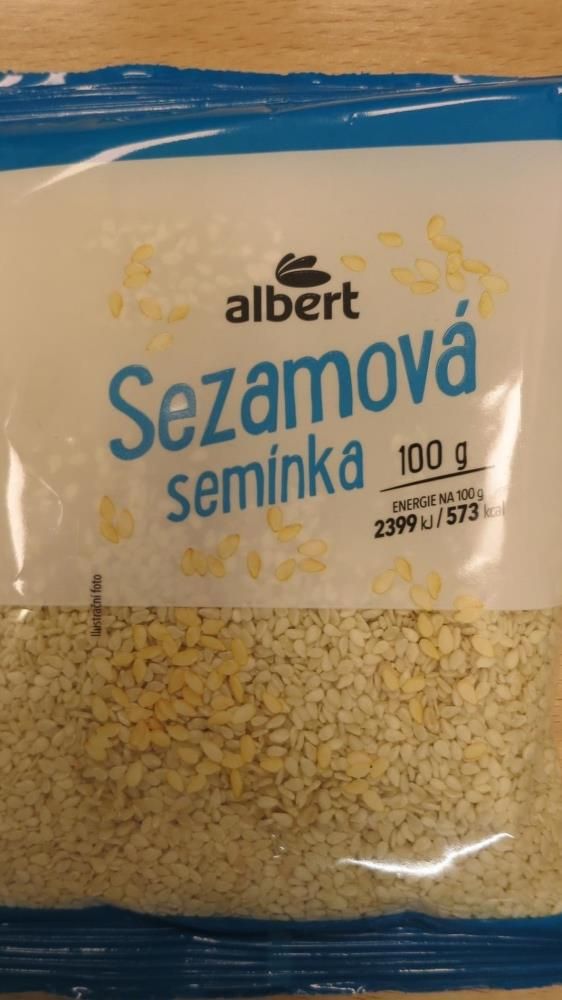 albert
Sezamová
semínka
100 g
ENERGIE NA 100 g
2399 kJ / 573 kcal
Ilustrační foto